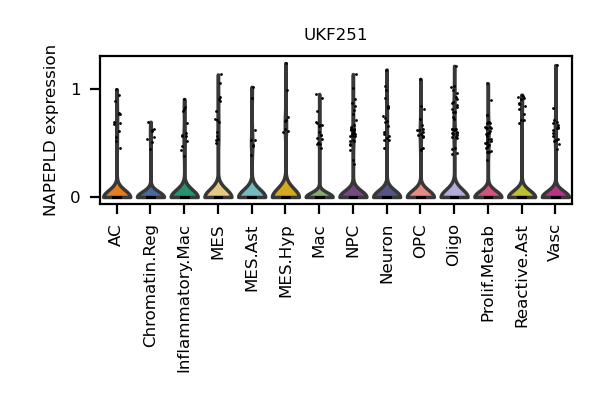 UKF251
NAPEPLD expression
1
0
AC
Chromatin.Reg
Inflammatory.Mac
MES
MES.Ast
MES.Hyp
Mac
NPC
Neuron
OPC
Oligo
Prolif.Metab
Reactive.Ast
Vasc